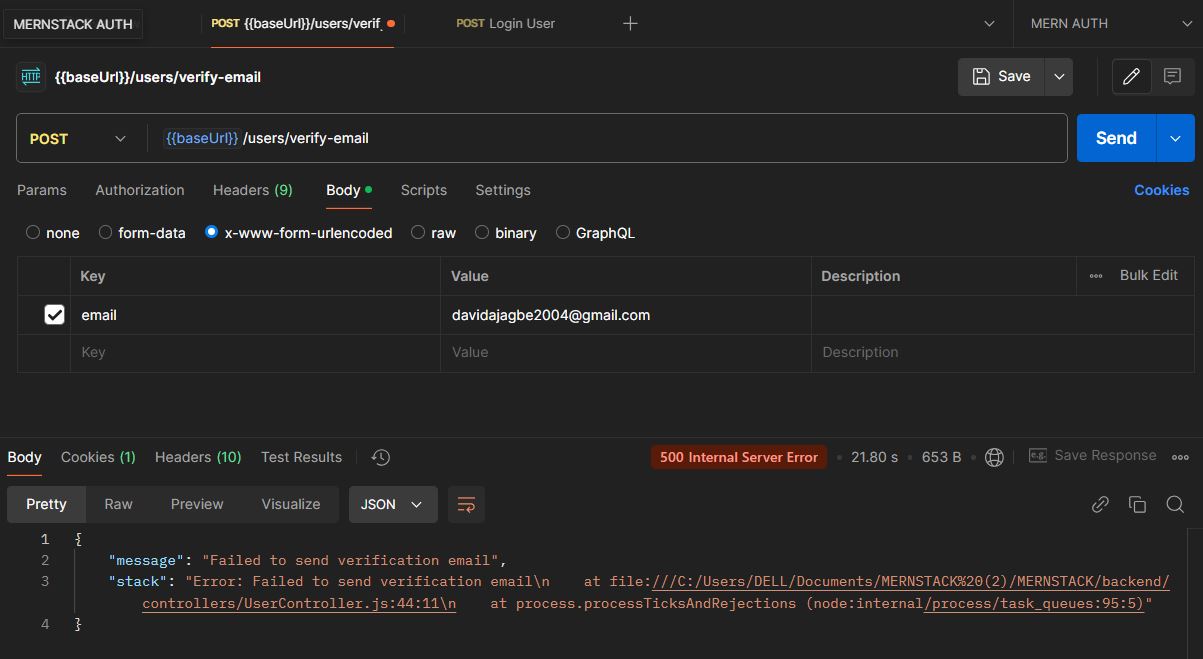 MERNSTACK AUTH
POST {{baseUrl}}/users/verif
POST Login User
MERN AUTH
HTTP {{baseUrl}}/users/verify-email
Save
POST
{{baseUrl}} /users/verify-email
Send
Params Authorization Headers (9) Body Scripts Settings Cookies
none form-data x-www-form-urlencoded raw binary GraphQL
Key Value Description Bulk Edit
email davidajagbe2004@gmail.com
Key Value Description
Body Cookies (1) Headers (10) Test Results 500 Internal Server Error 21.80 s 653 B e.g. Save Response
Pretty Raw Preview Visualize JSON
1 {
2 "message": "Failed to send verification email",
3 "stack": "Error: Failed to send verification email\n    at file:///C:/Users/DELL/Documents/MERNSTACK%20(2)/MERNSTACK/backend/
controllers/UserController.js:44:11\n    at process.processTicksAndRejections (node:internal/process/task_queues:95:5)"
4 }